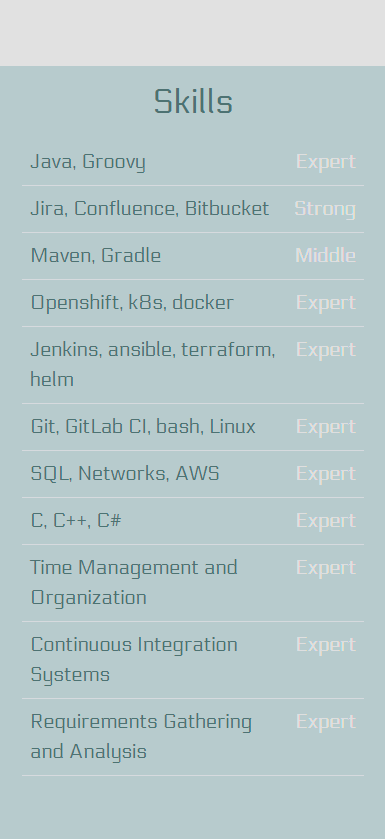 Skills
Java, Groovy Expert
Jira, Confluence, Bitbucket Strong
Maven, Gradle Middle
Openshift, k8s, docker Expert
Jenkins, ansible, terraform, Expert
helm
Git, GitLab CI, bash, Linux Expert
SQL, Networks, AWS Expert
C, C++, C# Expert
Time Management and Expert
Organization
Continuous Integration Expert
Systems
Requirements Gathering Expert
and Analysis